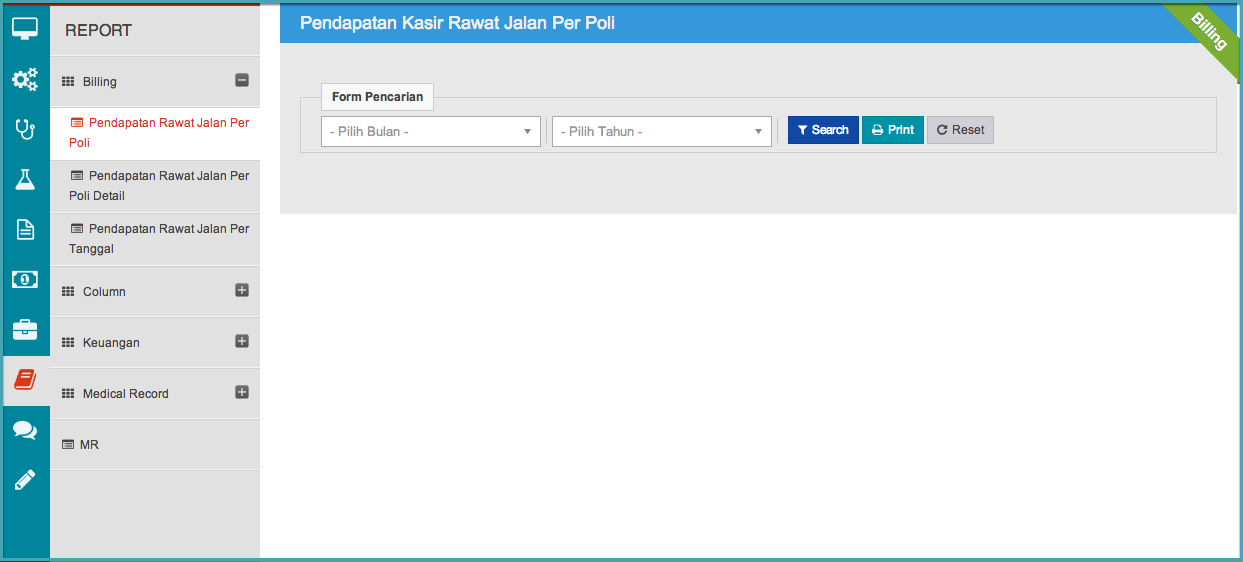 REPORT
Billing
Pendapatan Rawat Jalan Per
Poli
Pendapatan Rawat Jalan Per
Poli Detail
Pendapatan Rawat Jalan Per
Tanggal
Column
Keuangan
Medical Record
MR
Pendapatan Kasir Rawat Jalan Per Poli
Billing
Form Pencarian
- Pilih Bulan -
- Pilih Tahun -
Search
Print
Reset